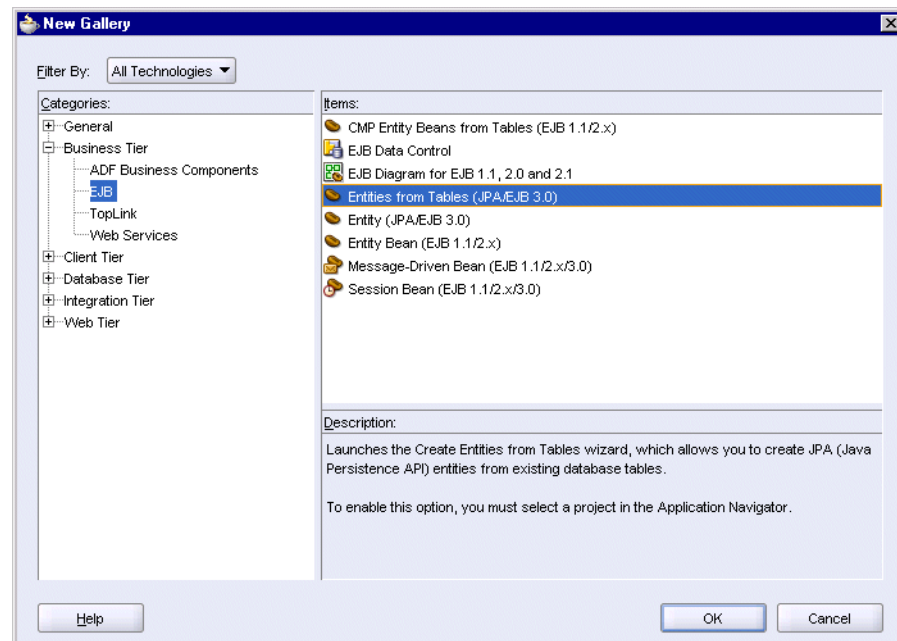 New Gallery
Filter By: All Technologies
Categories:
General
Business Tier
ADF Business Components
EJB
TopLink
Web Services
Client Tier
Database Tier
Integration Tier
Web Tier
Items:
CMP Entity Beans from Tables (EJB 1.1/2.x)
EJB Data Control
EJB Diagram for EJB 1.1, 2.0 and 2.1
Entities from Tables (JPA/EJB 3.0)
Entity (JPA/EJB 3.0)
Entity Bean (EJB 1.1/2.x)
Message-Driven Bean (EJB 1.1/2.x/3.0)
Session Bean (EJB 1.1/2.x/3.0)
Description:
Launches the Create Entities from Tables wizard, which allows you to create JPA (Java
Persistence API) entities from existing database tables.
To enable this option, you must select a project in the Application Navigator.
Help
OK
Cancel